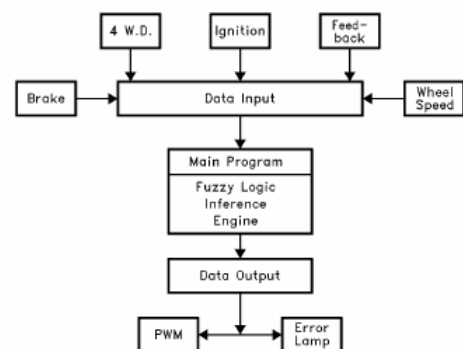 4 W.D.
Ignition
Feed-
back
Brake
Data Input
Wheel
Speed
Main Program
Fuzzy Logic
Inference
Engine
Data Output
PWM
Error
Lamp